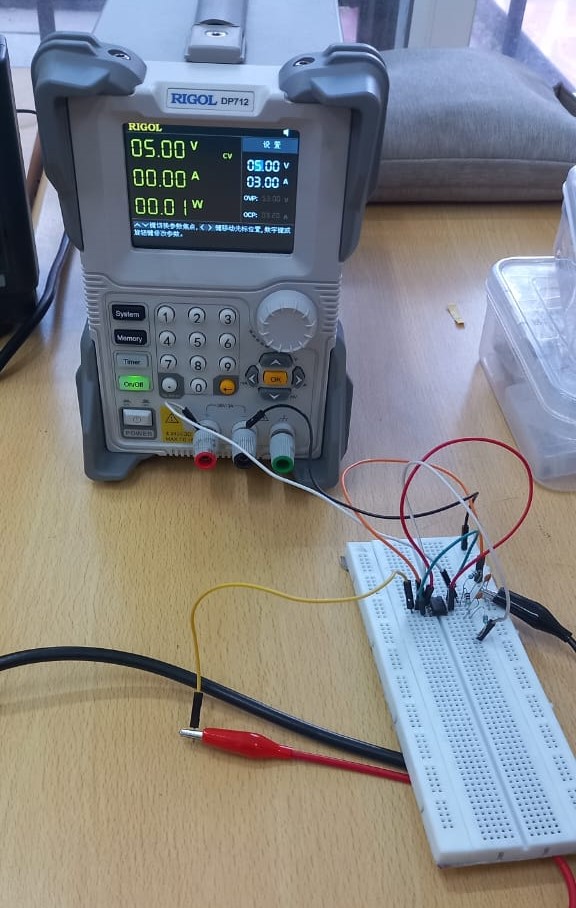 RIGOL DP712
RIGOL
05.00 V
CV
00.00 A
00.01 W
设置
05.00 V
03.00 A
OVP:
OCP:
System
Memory
Timer
On/Off
POWER
1 2 3
4 5 6
7 8 9
. 0
OK